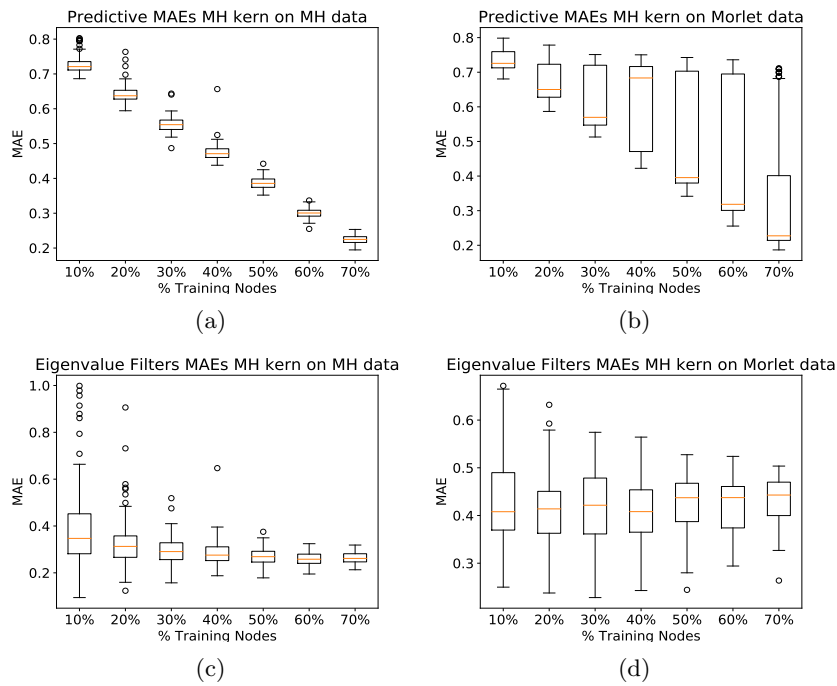 Predictive MAEs MH kern on MH data
0.8
0.7
0.6
0.5
0.4
0.3
0.2
MAE
10% 20% 30% 40% 50% 60% 70%
% Training Nodes
(a)
Predictive MAEs MH kern on Morlet data
0.8
0.7
0.6
0.5
0.4
0.3
0.2
MAE
10% 20% 30% 40% 50% 60% 70%
% Training Nodes
(b)
Eigenvalue Filters MAEs MH kern on MH data
1.0
0.8
0.6
0.4
0.2
MAE
10% 20% 30% 40% 50% 60% 70%
% Training Nodes
(c)
Eigenvalue Filters MAEs MH kern on Morlet data
0.6
0.5
0.4
0.3
MAE
10% 20% 30% 40% 50% 60% 70%
% Training Nodes
(d)